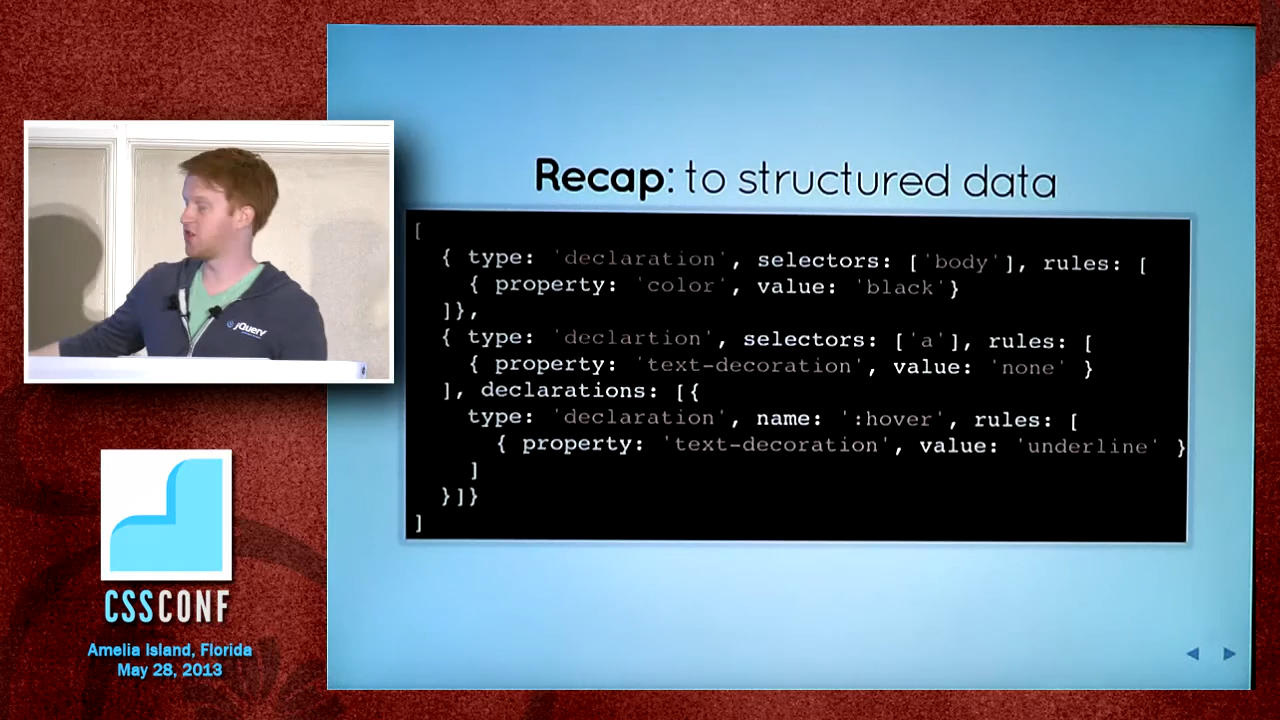 Recap: to structured data
[
{ type: 'declaration', selectors: ['body'], rules: [
{ property: 'color', value: 'black'}
]},
{ type: 'declartion', selectors: ['a'], rules: [
{ property: 'text-decoration', value: 'none' }
], declarations: [{
type: 'declaration', name: ':hover', rules: [
{ property: 'text-decoration', value: 'underline' }
]
}]}
]
jQuery
CSSCONF
Amelia Island, Florida
May 28, 2013